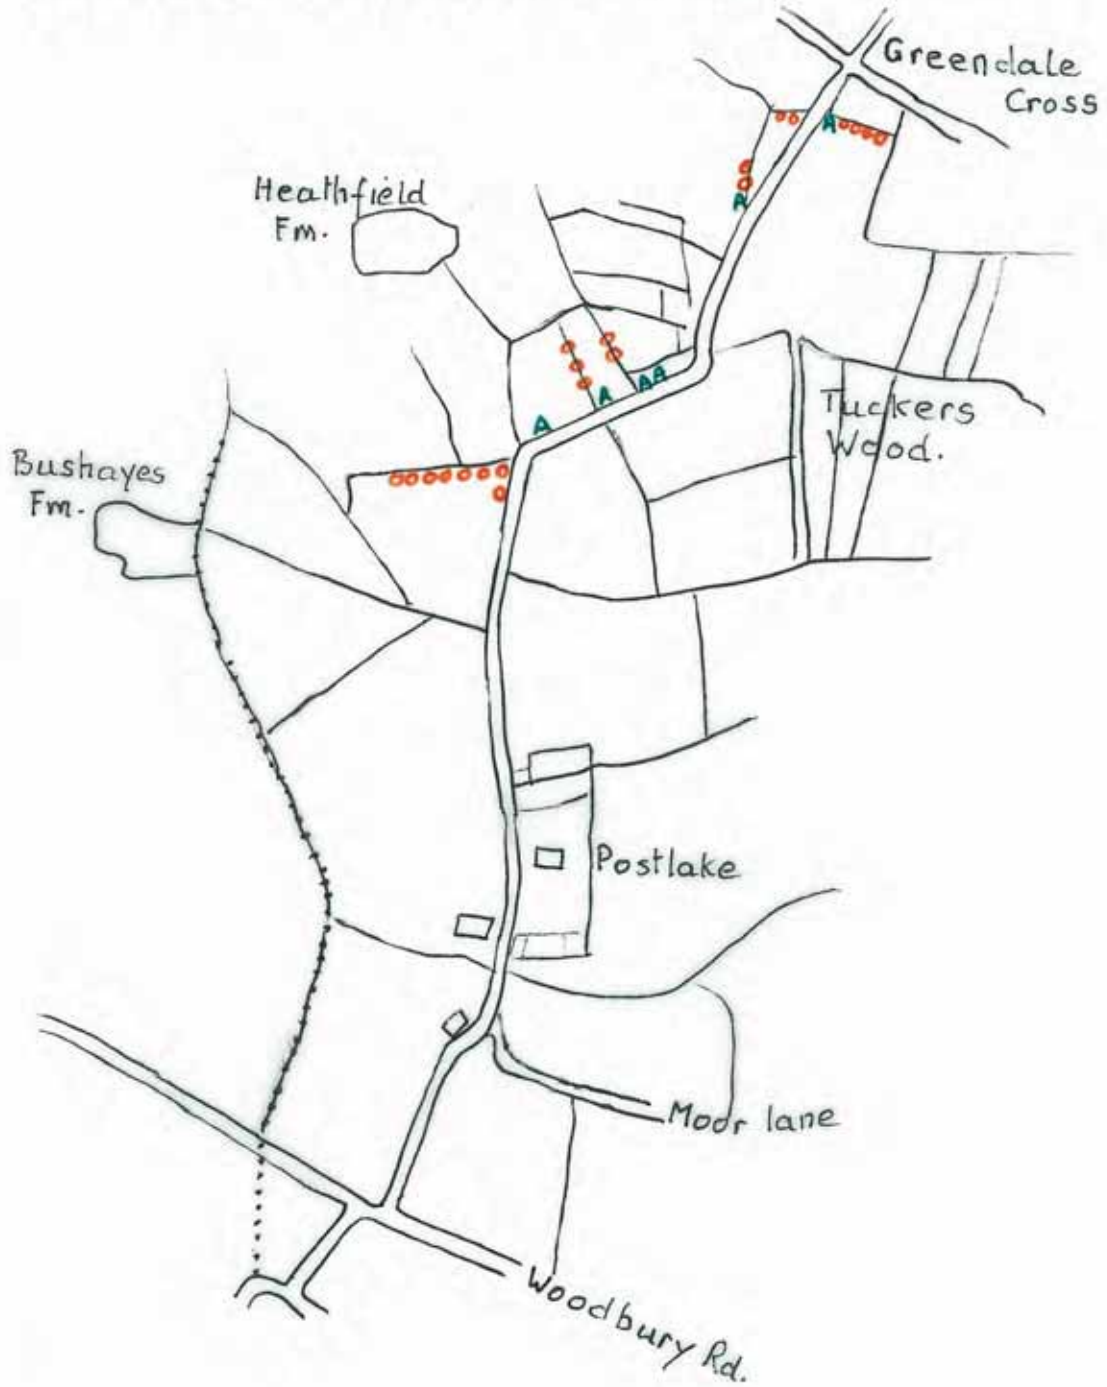 Greendale
Cross
A
A
Heathfield
Fm.
A A
A
A
Tuckers
Wood.
Bushayes
Fm.
Postlake
Moor lane
Woodbury Rd.